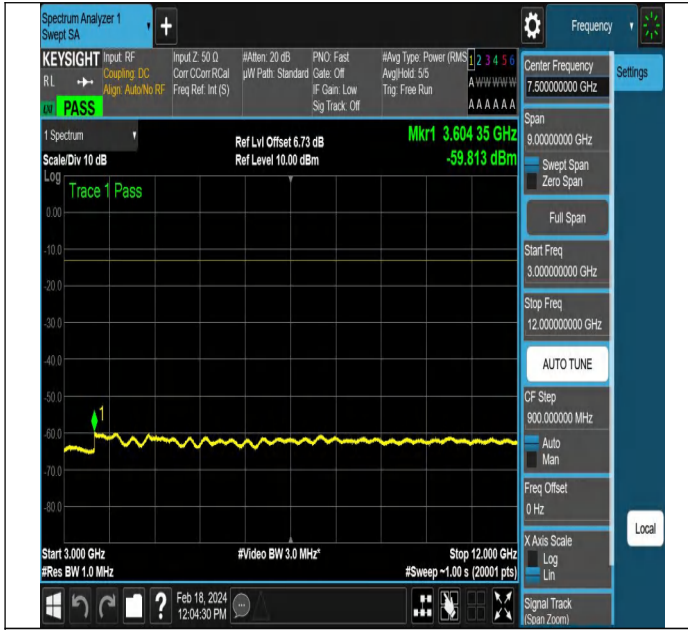 Spectrum Analyzer 1
Swept SA
Frequency
KEYSIGHT
RL
LXI PASS
Input: RF
Coupling: DC
Align: Auto/No RF
Input Z: 50 Ω
Corr CCorr RCal
Freq Ref: Int (S)
#Atten: 20 dB
µW Path: Standard
PNO: Fast
Gate: Off
IF Gain: Low
Sig Track: Off
#Avg Type: Power (RMS
Avg|Hold: 5/5
Trig: Free Run
1 2 3 4 5 6
A W W W W W
A A A A A A
1 Spectrum
Scale/Div 10 dB
Ref Lvl Offset 6.73 dB
Ref Level 10.00 dBm
Mkr1 3.604 35 GHz
-59.813 dBm
Log
Trace 1 Pass
0.00
-10.0
-20.0
-30.0
-40.0
-50.0
-60.0
-70.0
-80.0
1
Start 3.000 GHz
#Video BW 3.0 MHz*
Stop 12.000 GHz
#Res BW 1.0 MHz
#Sweep ~1.00 s (20001 pts)
Center Frequency
7.500000000 GHz
Settings
Span
9.00000000 GHz
Swept Span
Zero Span
Full Span
Start Freq
3.000000000 GHz
Stop Freq
12.000000000 GHz
AUTO TUNE
CF Step
900.000000 MHz
Auto
Man
Freq Offset
0 Hz
X Axis Scale
Log
Lin
Local
Signal Track
(Span Zoom)
?
Feb 18, 2024
12:04:30 PM